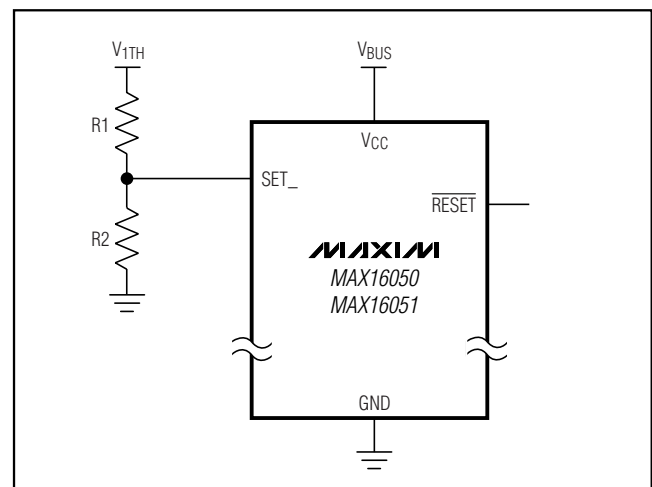 V1TH
VBUS
R1
VCC
SET_
RESET
R2
MAXIM
MAX16050
MAX16051
GND